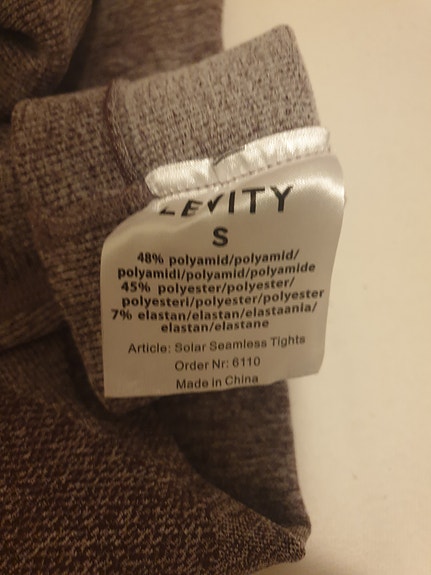 LEVITY
S
48% polyamid/polyamid/
polyamidi/polyamid/polyamide
45% polyester/polyester/
polyesteri/polyester/polyester
7% elastan/elastan/elastaania/
elastan/elastane
Article: Solar Seamless Tights
Order Nr: 6110
Made in China